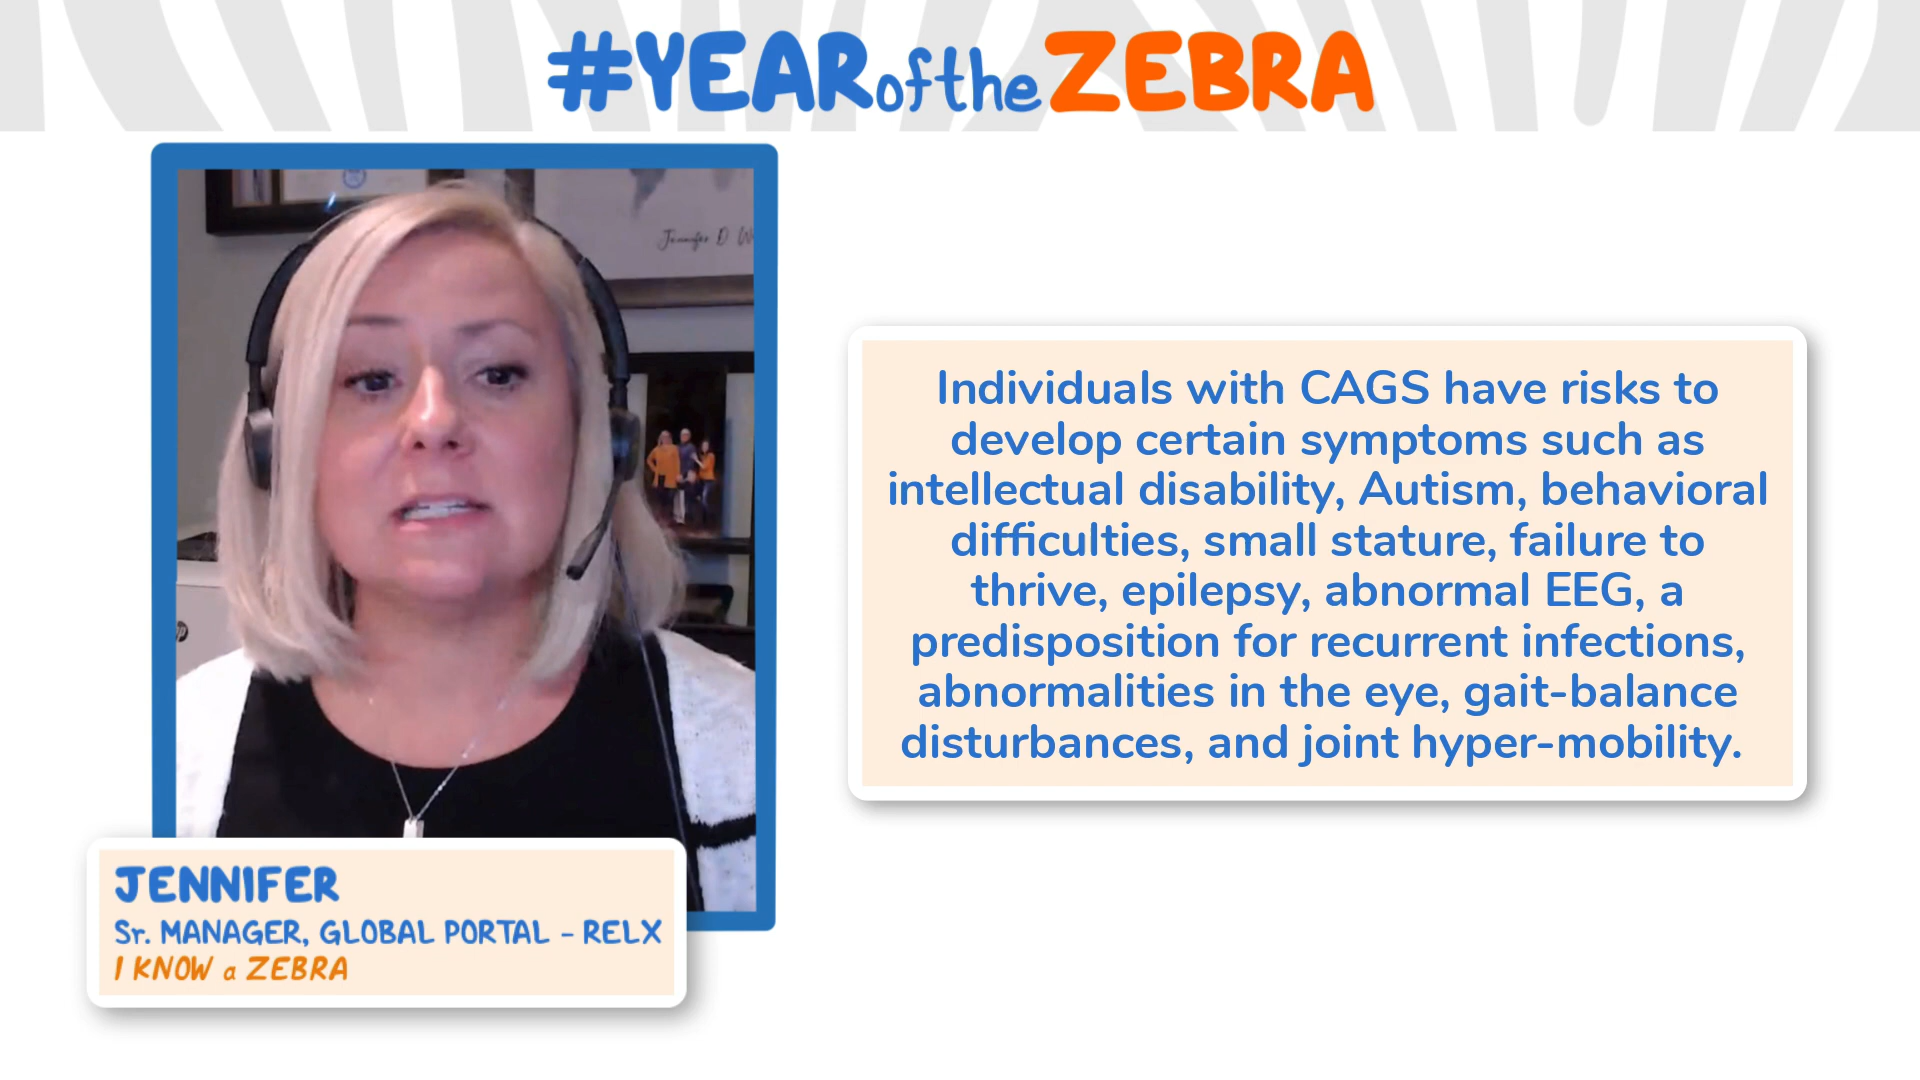 #YEARoftheZEBRA
Jennifer D W
Individuals with CAGS have risks to
develop certain symptoms such as
intellectual disability, Autism, behavioral
difficulties, small stature, failure to
thrive, epilepsy, abnormal EEG, a
predisposition for recurrent infections,
abnormalities in the eye, gait-balance
disturbances, and joint hyper-mobility.
JENNIFER
Sr. MANAGER, GLOBAL PORTAL - RELX
I KNOW a ZEBRA